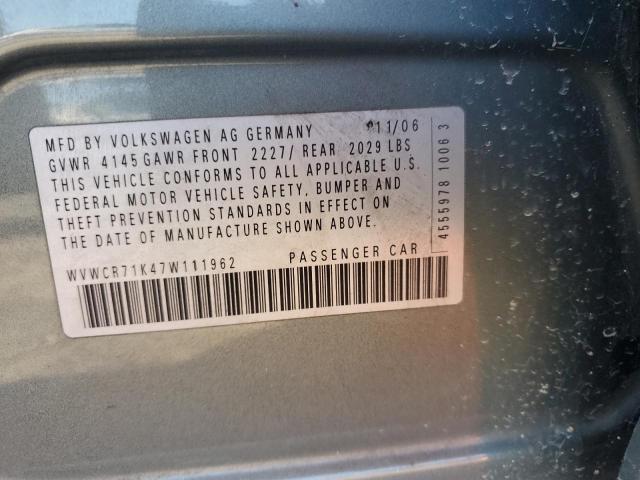 MFD BY VOLKSWAGEN AG GERMANY 11/06
GVWR 4145 GAWR FRONT 2227/ REAR 2029 LBS
THIS VEHICLE CONFORMS TO ALL APPLICABLE U.S.
FEDERAL MOTOR VEHICLE SAFETY, BUMPER AND
THEFT PREVENTION STANDARDS IN EFFECT ON
THE DATE OF MANUFACTURE SHOWN ABOVE.
WVWCR71K47W111962 PASSENGER CAR
4555978 1006 3